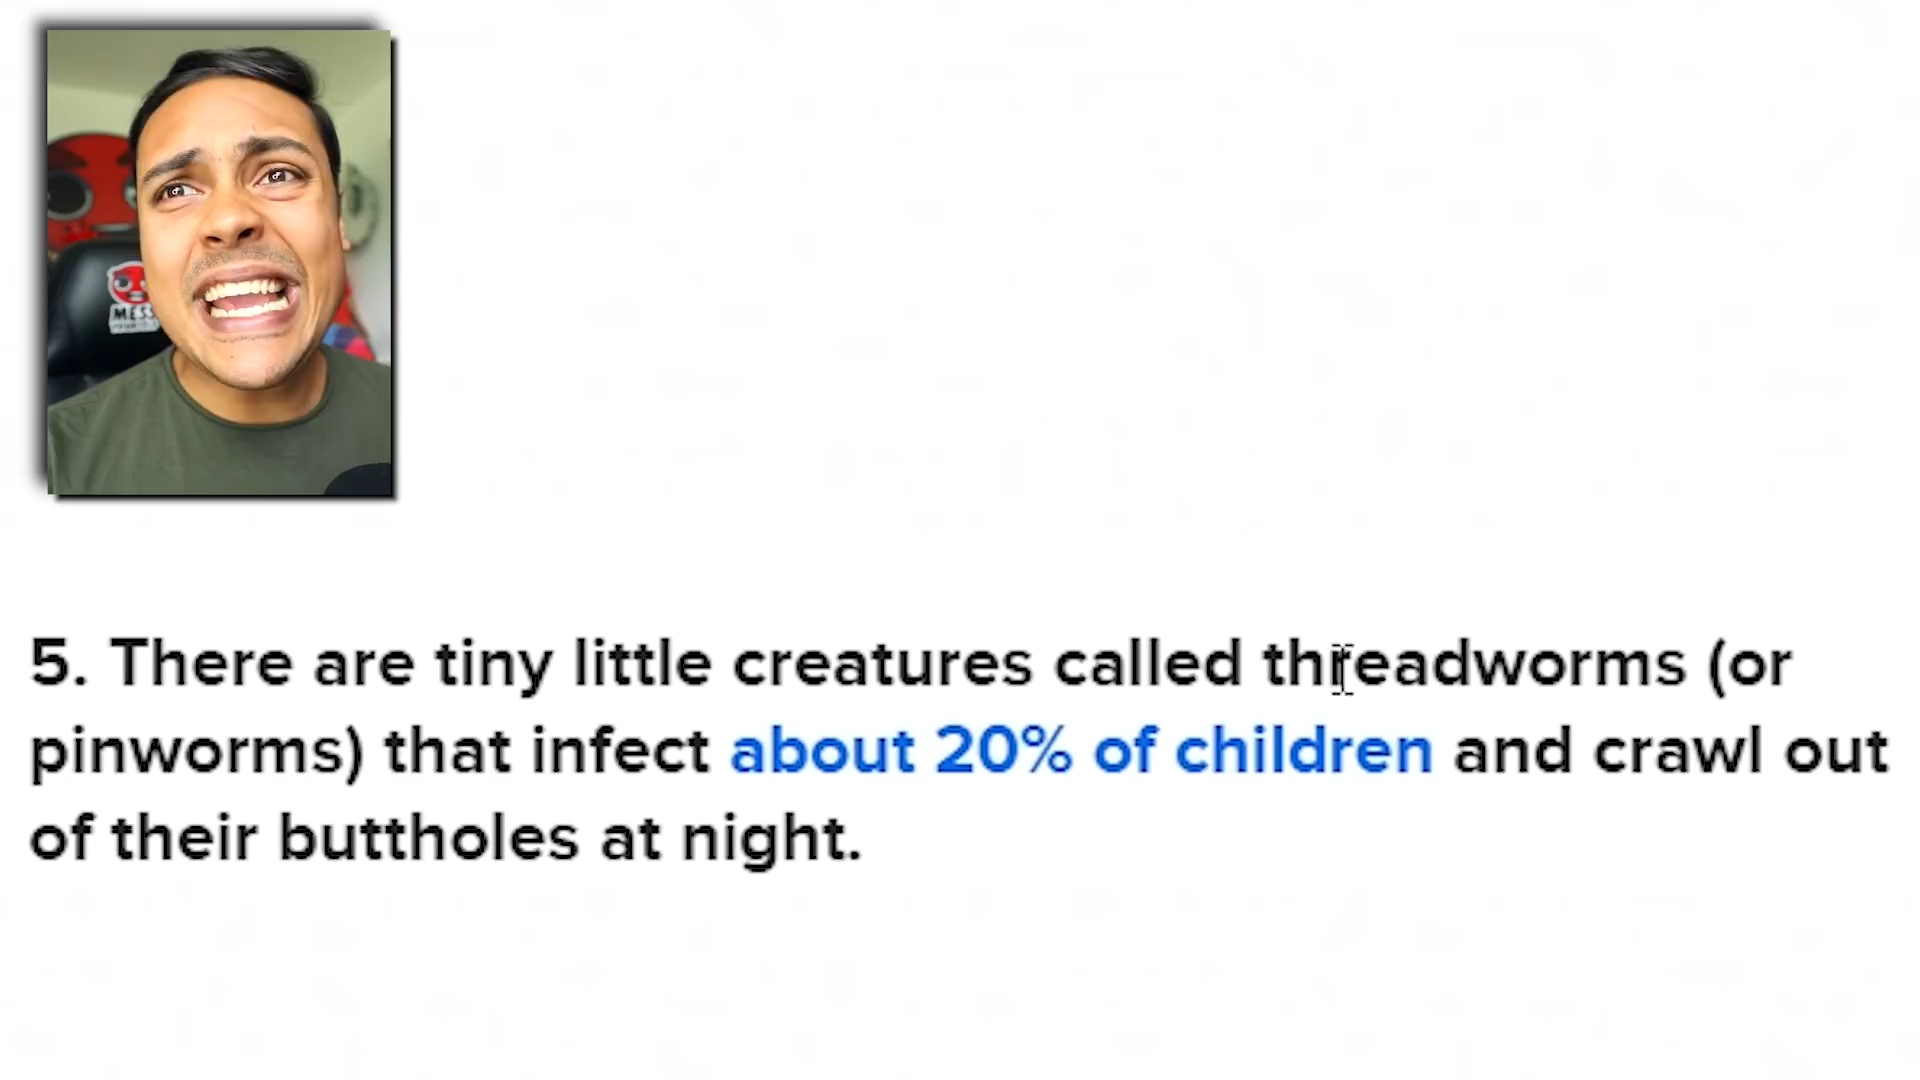 MESS
5. There are tiny little creatures called threadworms (or
pinworms) that infect about 20% of children and crawl out
of their buttholes at night.